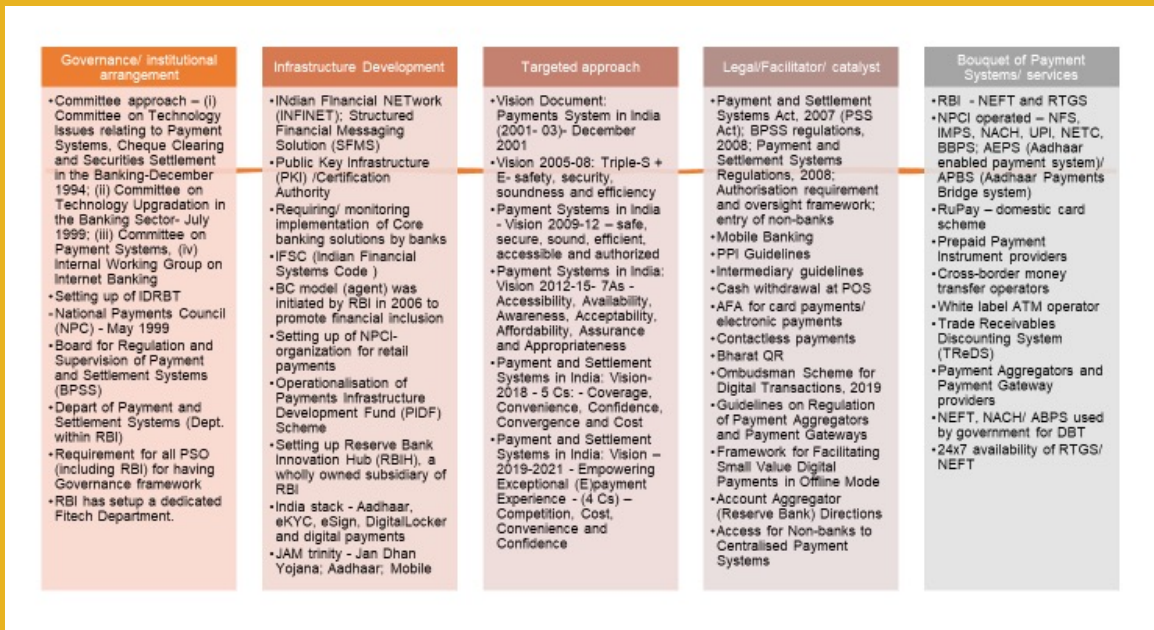 Governance/ institutional
arrangement
•Committee approach – (i)
Committee on Technology
Issues relating to Payment
Systems, Cheque Clearing
and Securities Settlement
in the Banking-December
1994; (ii) Committee on
Technology Upgradation in
the Banking Sector- July
1999; (iii) Committee on
Payment Systems, (iv)
Internal Working Group on
Internet Banking
•Setting up of IDRBT
•National Payments Council
(NPC) - May 1999
•Board for Regulation and
Supervision of Payment
and Settlement Systems
(BPSS)
•Depart of Payment and
Settlement Systems (Dept.
within RBI)
•Requirement for all PSO
(including RBI) for having
Governance framework
•RBI has setup a dedicated
Fitech Department.
Infrastructure Development
•INdian FInancial NETwork
(INFINET); Structured
Financial Messaging
Solution (SFMS)
•Public Key Infrastructure
(PKI) /Certification
Authority
•Requiring/ monitoring
implementation of Core
banking solutions by banks
•IFSC (Indian Financial
Systems Code )
•BC model (agent) was
initiated by RBI in 2006 to
promote financial inclusion
•Setting up of NPCI-
organization for retail
payments
•Operationalisation of
Payments Infrastructure
Development Fund (PIDF)
Scheme
•Setting up Reserve Bank
Innovation Hub (RBIH), a
wholly owned subsidiary of
RBI
•India stack - Aadhaar,
eKYC, eSign, DigitalLocker
and digital payments
•JAM trinity - Jan Dhan
Yojana; Aadhaar; Mobile
Targeted approach
•Vision Document:
Payments System in India
(2001- 03)- December
2001
•Vision 2005-08: Triple-S +
E- safety, security,
soundness and efficiency
•Payment Systems in India
- Vision 2009-12 – safe,
secure, sound, efficient,
accessible and authorized
•Payment Systems in India:
Vision 2012-15- 7As -
Accessibility, Availability,
Awareness, Acceptability,
Affordability, Assurance
and Appropriateness
•Payment and Settlement
Systems in India: Vision-
2018 - 5 Cs: - Coverage,
Convenience, Confidence,
Convergence and Cost
•Payment and Settlement
Systems in India: Vision –
2019-2021 - Empowering
Exceptional (E)payment
Experience - (4 Cs) –
Competition, Cost,
Convenience and
Confidence
Legal/Facilitator/ catalyst
•Payment and Settlement
Systems Act, 2007 (PSS
Act); BPSS regulations,
2008; Payment and
Settlement Systems
Regulations, 2008;
Authorisation requirement
and oversight framework;
entry of non-banks
•Mobile Banking
•PPI Guidelines
•Intermediary guidelines
•Cash withdrawal at POS
•AFA for card payments/
electronic payments
•Contactless payments
•Bharat QR
•Ombudsman Scheme for
Digital Transactions, 2019
•Guidelines on Regulation
of Payment Aggregators
and Payment Gateways
•Framework for Facilitating
Small Value Digital
Payments in Offline Mode
•Account Aggregator
(Reserve Bank) Directions
•Access for Non-banks to
Centralised Payment
Systems
Bouquet of Payment
Systems/ services
•RBI - NEFT and RTGS
•NPCI operated – NFS,
IMPS, NACH, UPI, NETC,
BBPS; AEPS (Aadhaar
enabled payment system)/
APBS (Aadhaar Payments
Bridge system)
•RuPay – domestic card
scheme
•Prepaid Payment
Instrument providers
•Cross-border money
transfer operators
•White label ATM operator
•Trade Receivables
Discounting System
(TReDS)
•Payment Aggregators and
Payment Gateway
providers
•NEFT, NACH/ ABPS used
by government for DBT
•24x7 availability of RTGS/
NEFT